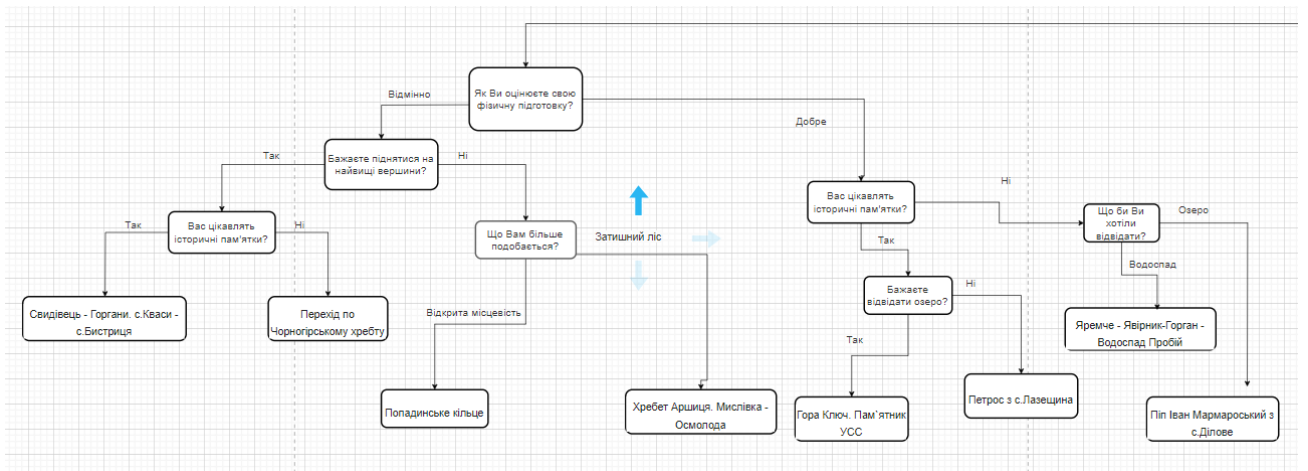 Як Ви оцінюєте свою
фізичну підготовку?
Відмінно
Добре
Бажаєте піднятися на
найвищі вершини?
Так
Ні
Вас цікавлять
історичні пам'ятки?
Ні
Вас цікавлять
історичні пам'ятки?
Так
Ні
Що Вам більше
подобається?
Затишний ліс
Що би Ви
хотіли
відвідати?
Озеро
Так
Водоспад
Бажаєте
відвідати озеро?
Ні
Свидівець - Горгани. с.Кваси -
с.Бистриця
Перехід по
Чорногірському хребту
Відкрита місцевість
Яремче - Явірник-Горган -
Водоспад Пробій
Так
Попадинське кільце
Хребет Аршиця. Мислівка -
Осмолода
Гора Ключ. Пам`ятник
УСС
Петрос з с.Лазещина
Піп Іван Мармароський з
с.Ділове